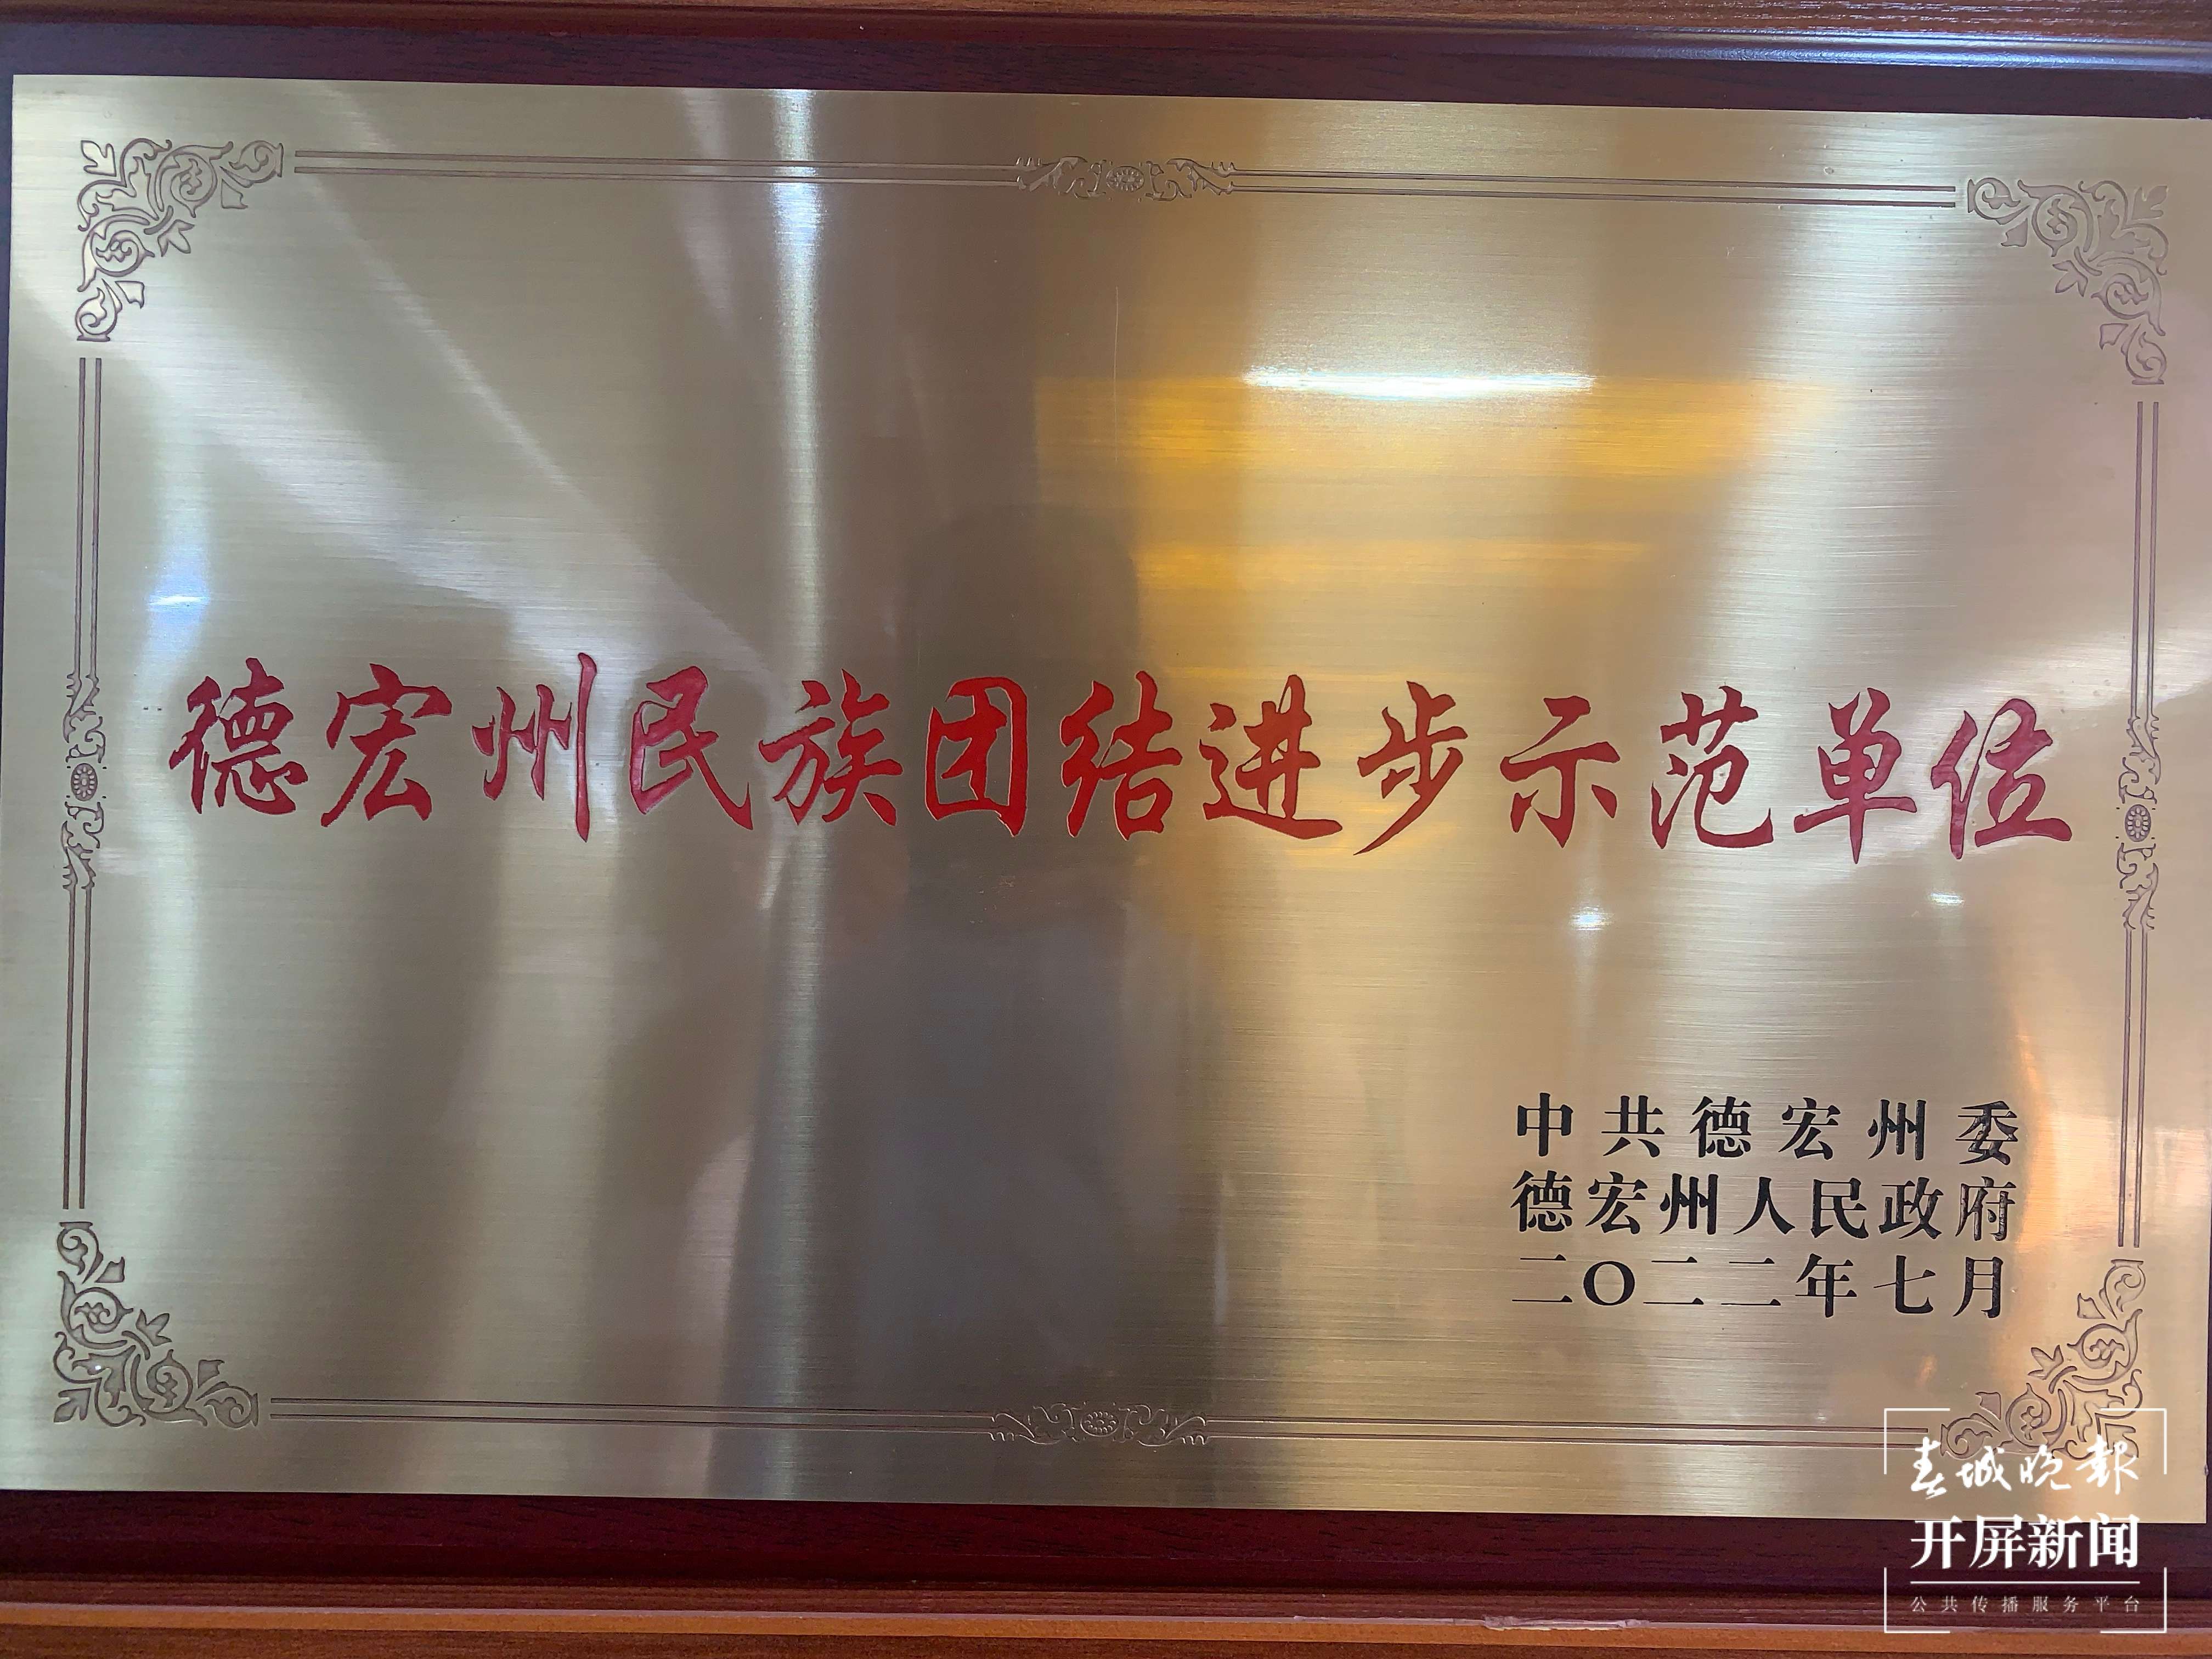 德宏州民族团结进步示范单位
中共德宏州委
德宏州人民政府
二〇二二年七月
春城晚报
开屏新闻
公共传播服务平台